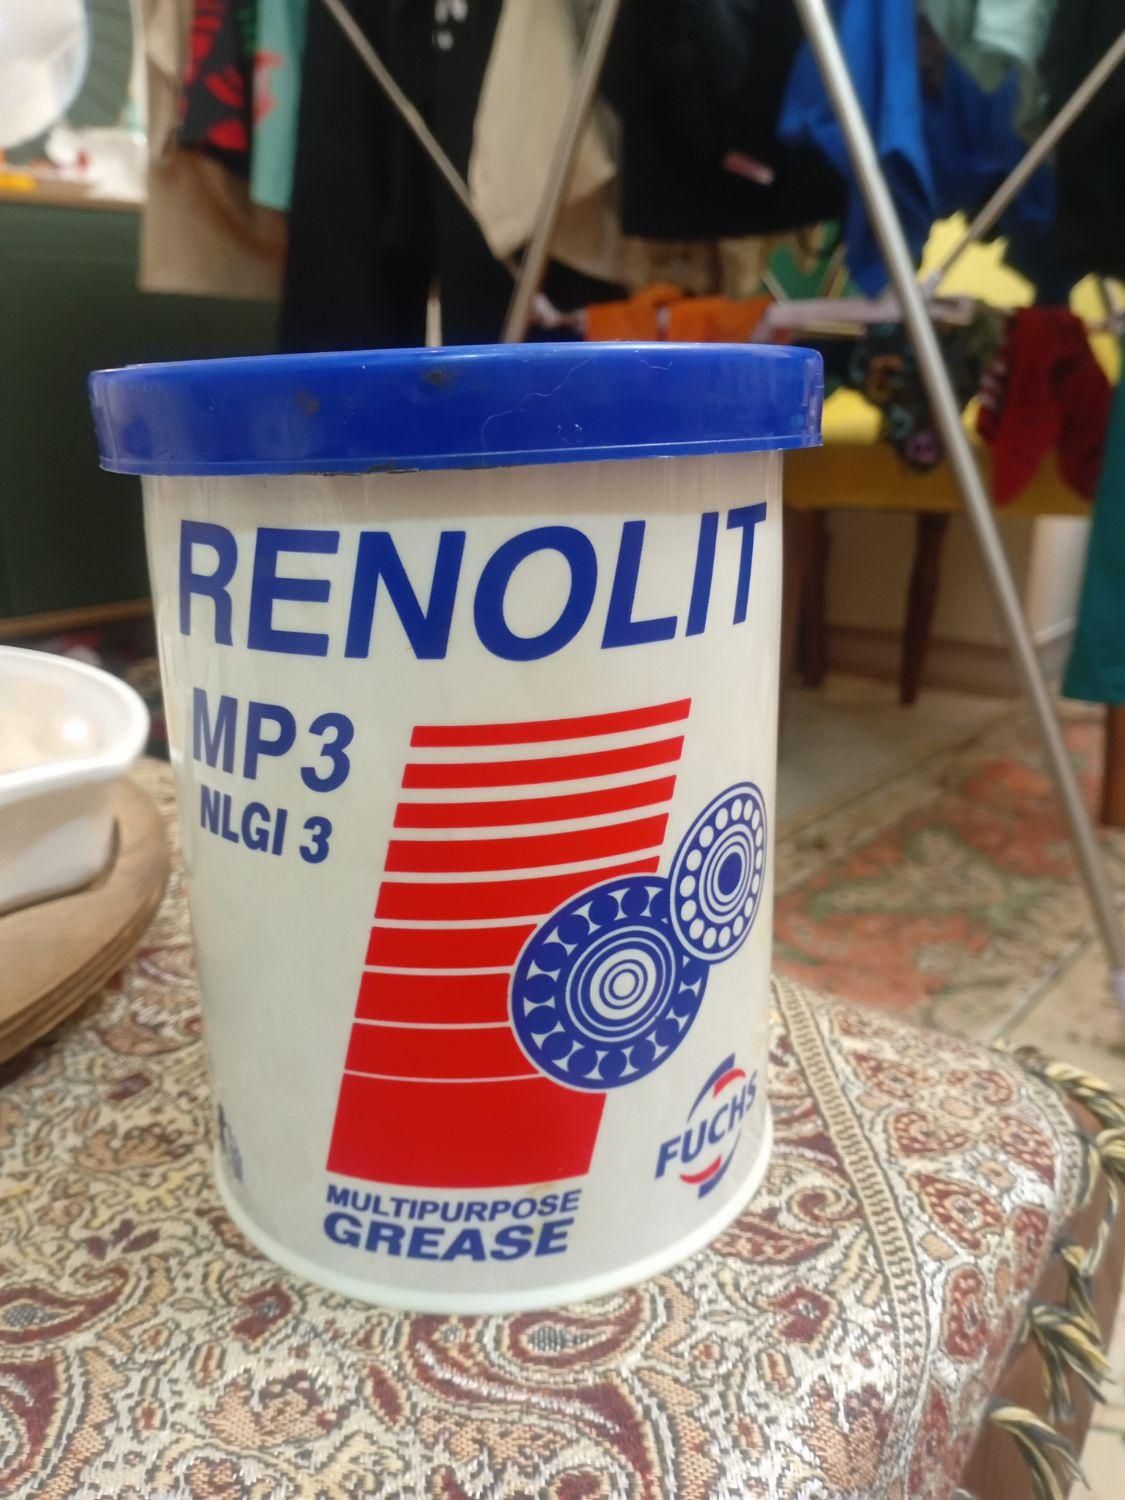 RENOLIT
MP3
NLGI 3
FUCHS
MULTIPURPOSE
GREASE